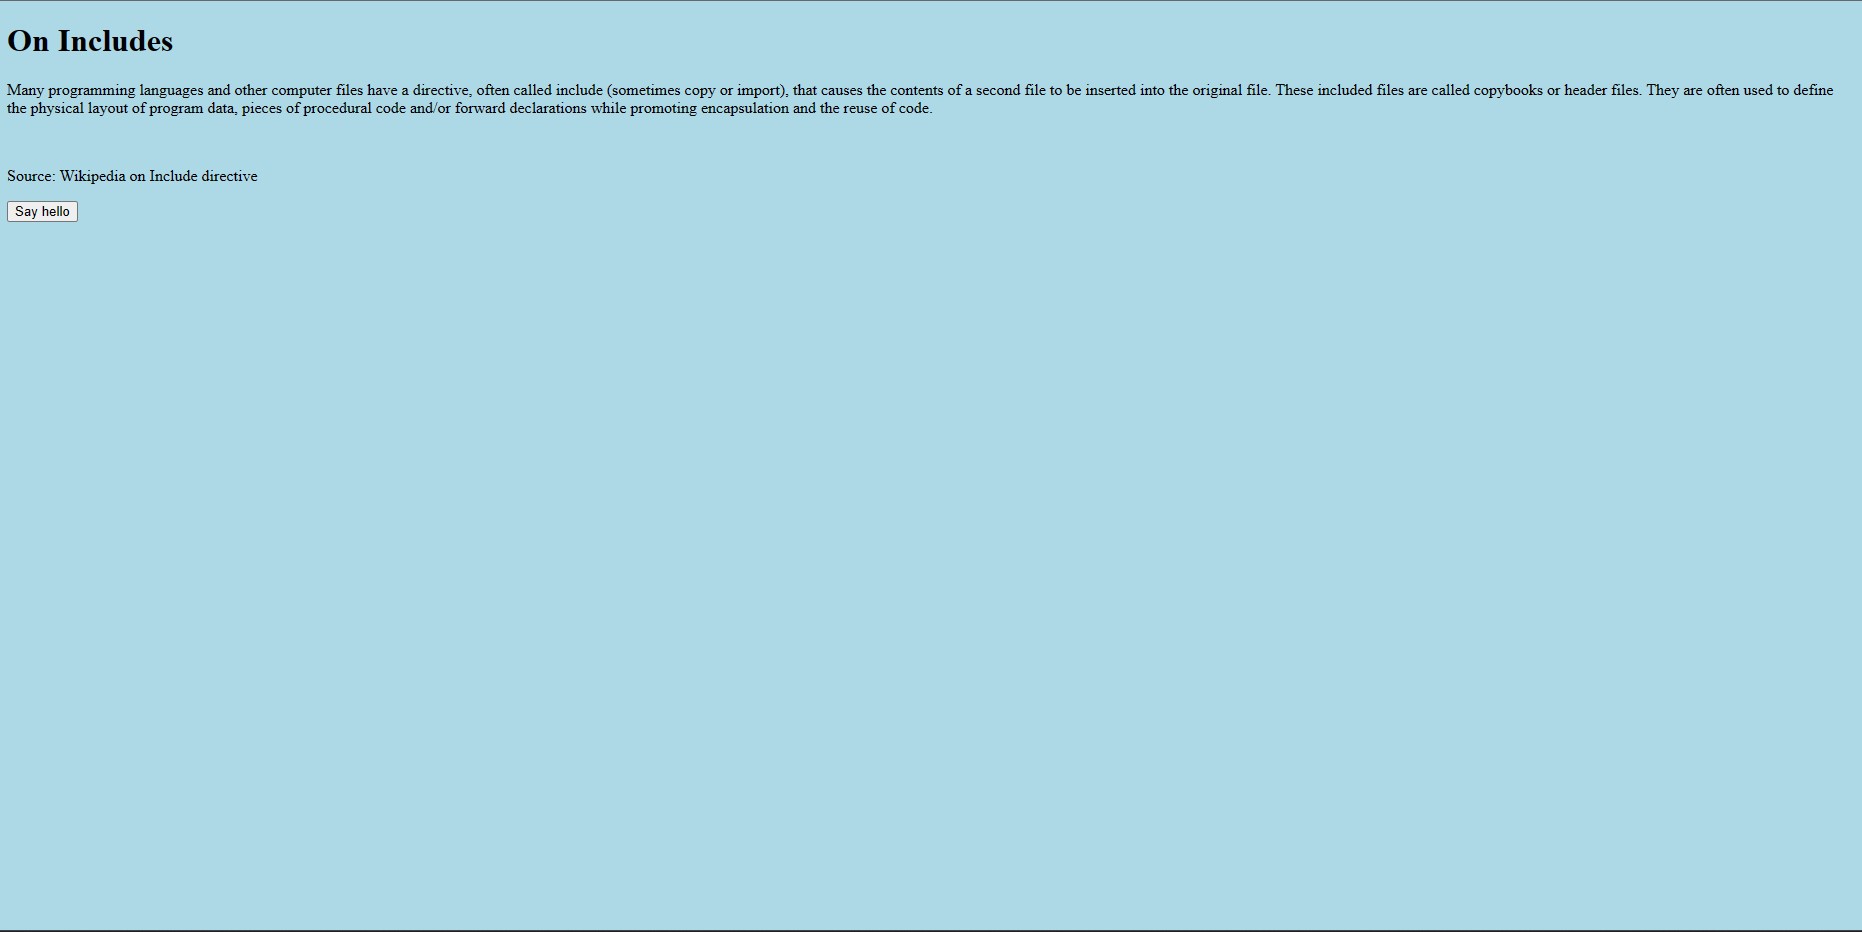 On Includes
Many programming languages and other computer files have a directive, often called include (sometimes copy or import), that causes the contents of a second file to be inserted into the original file. These included files are called copybooks or header files. They are often used to define
the physical layout of program data, pieces of procedural code and/or forward declarations while promoting encapsulation and the reuse of code.
Source: Wikipedia on Include directive
Say hello